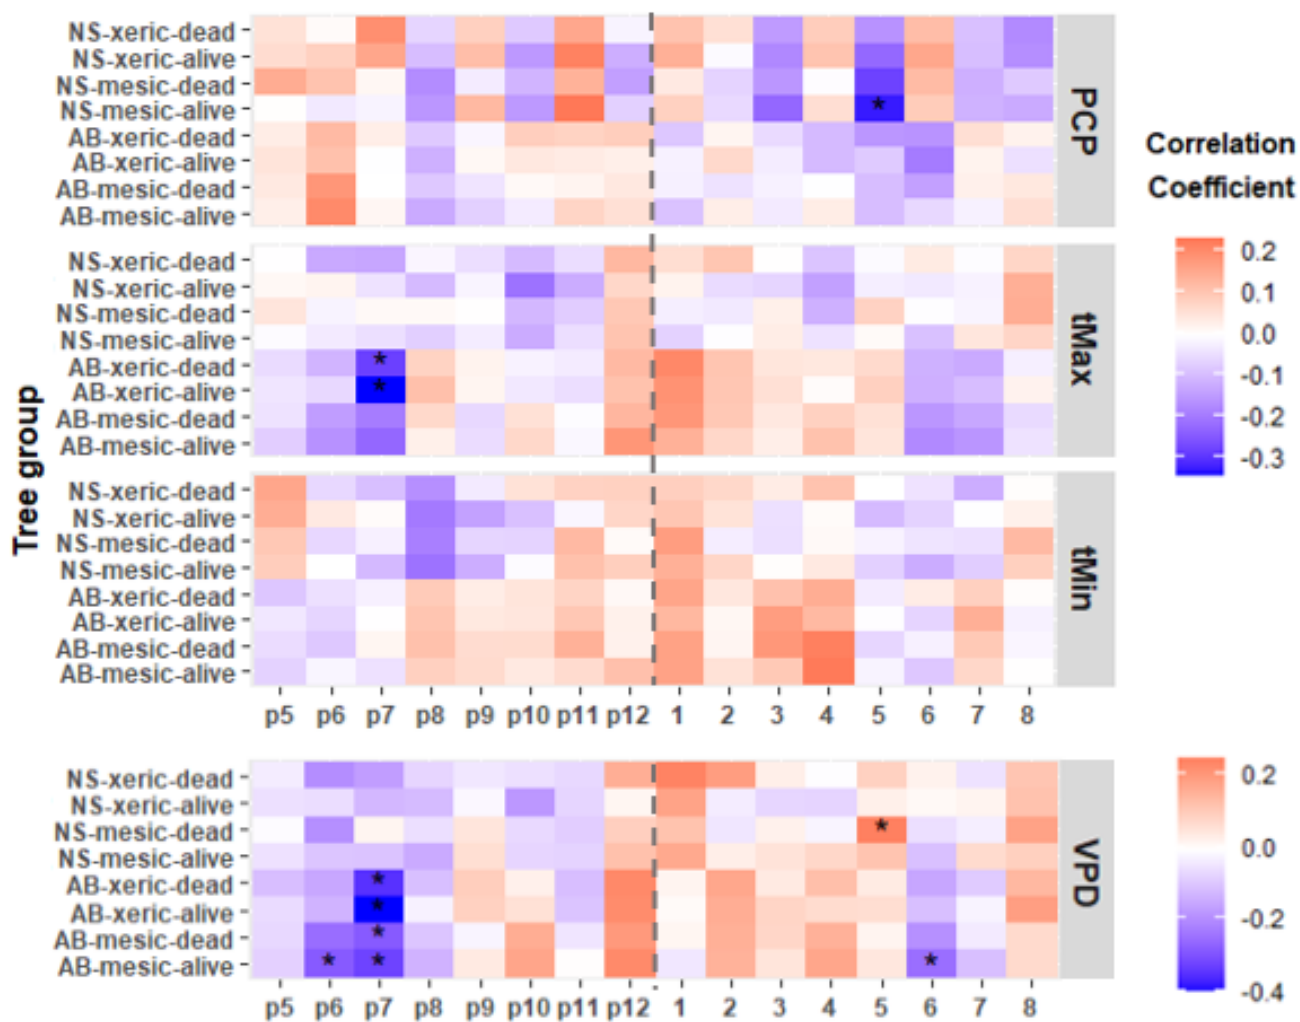 NS-xeric-dead
NS-xeric-alive
NS-mesic-dead
NS-mesic-alive
AB-xeric-dead
AB-xeric-alive
AB-mesic-dead
AB-mesic-alive
PCP
*
NS-xeric-dead
NS-xeric-alive
NS-mesic-dead
NS-mesic-alive
AB-xeric-dead
AB-xeric-alive
AB-mesic-dead
AB-mesic-alive
tMax
*
*
NS-xeric-dead
NS-xeric-alive
NS-mesic-dead
NS-mesic-alive
AB-xeric-dead
AB-xeric-alive
AB-mesic-dead
AB-mesic-alive
tMin
p5 p6 p7 p8 p9 p10 p11 p12 1 2 3 4 5 6 7 8
Tree group
Correlation
Coefficient
0.2
0.1
0.0
-0.1
-0.2
-0.3
NS-xeric-dead
NS-xeric-alive
NS-mesic-dead
NS-mesic-alive
AB-xeric-dead
AB-xeric-alive
AB-mesic-dead
AB-mesic-alive
VPD
*
*
*
*
* * *
p5 p6 p7 p8 p9 p10 p11 p12 1 2 3 4 5 6 7 8
0.2
0.0
-0.2
-0.4